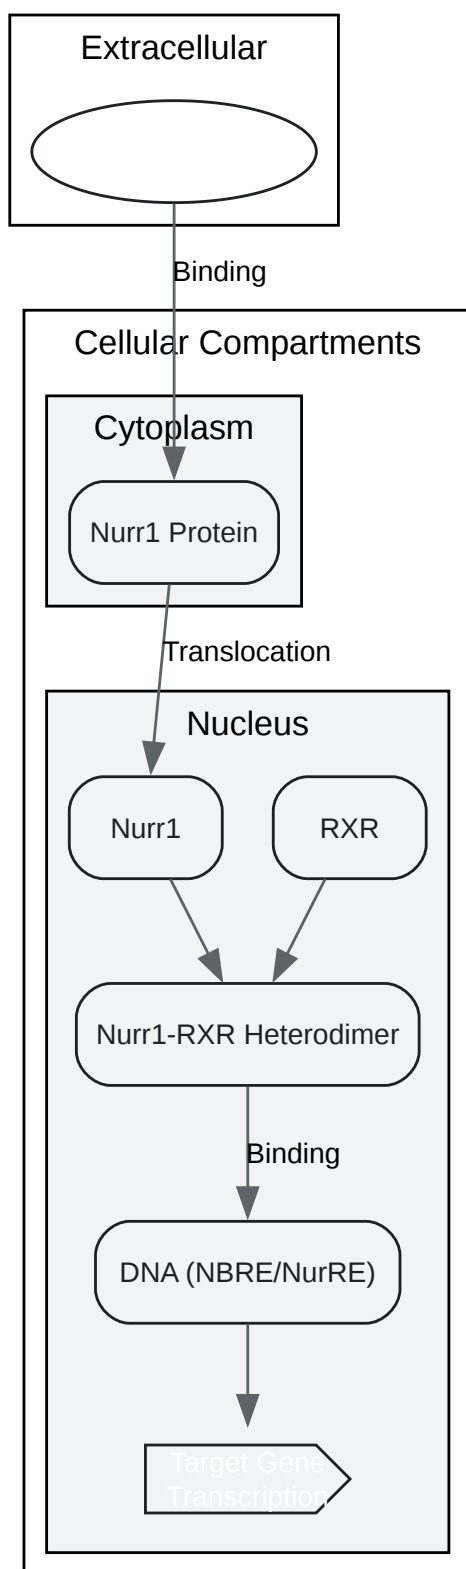 Extracellular
Binding
Cellular Compartments
Cytoplasm
Nurr1 Protein
Translocation
Nucleus
Nurr1
RXR
Nurr1-RXR Heterodimer
Binding
DNA (NBRE/NurRE)
Target Gene
Transcription